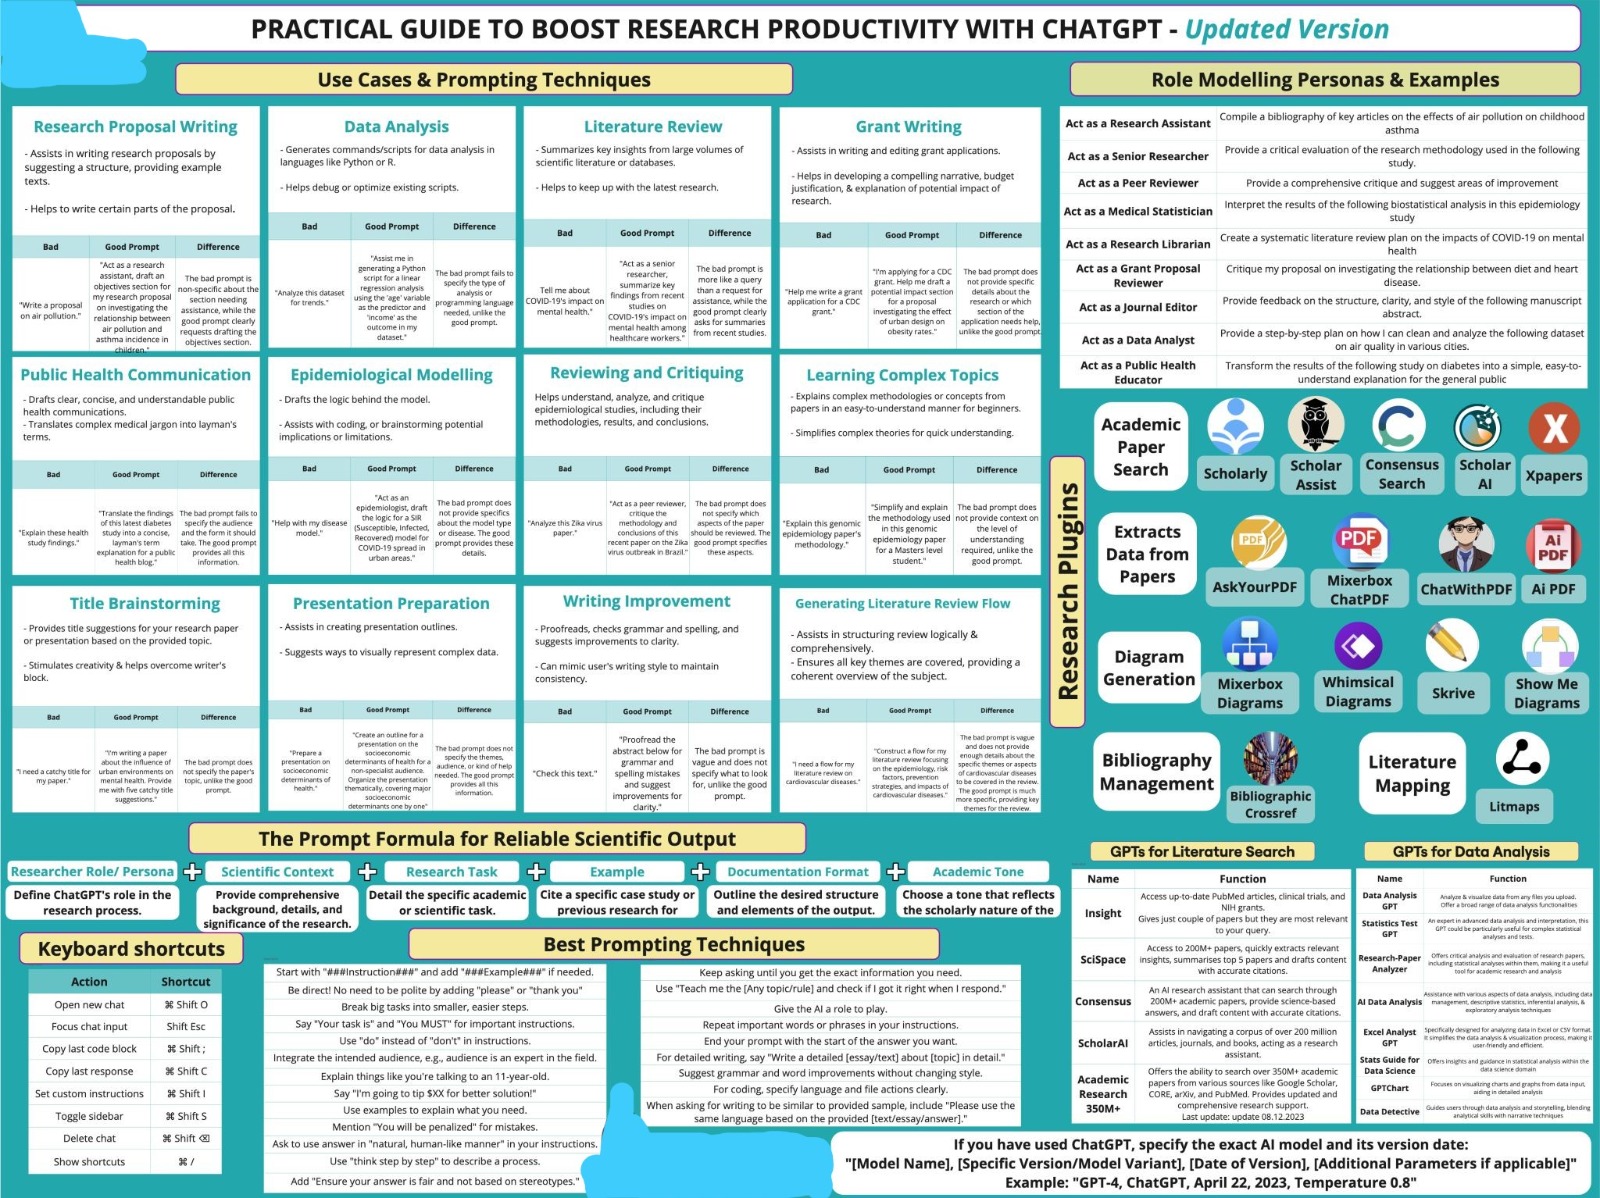 PRACTICAL GUIDE TO BOOST RESEARCH PRODUCTIVITY WITH CHATGPT - Updated Version
Use Cases & Prompting Techniques
Research Proposal Writing
- Assists in writing research proposals by
suggesting a structure, providing example
texts.
- Helps to write certain parts of the proposal.
Bad
Good Prompt
Difference
"Write a proposal
on air pollution."
"Act as a research
assistant, draft an
objectives section for
my research proposal
on investigating the
relationship between
air pollution and
asthma incidence in
children."
The bad prompt is
non-specific about the
section needing
assistance, while the
good prompt clearly
requests drafting the
objectives section.
Data Analysis
- Generates commands/scripts for data analysis in
languages like Python or R.
- Helps debug or optimize existing scripts.
Bad
Good Prompt
Difference
"Analyze this dataset
for trends."
"Assist me in
generating a Python
script for a linear
regression analysis
using the 'age' variable
as the predictor and
'income' as the
outcome in my
dataset."
The bad prompt fails to
specify the type of
analysis or
programming language
needed, unlike the
good prompt.
Literature Review
- Summarizes key insights from large volumes of
scientific literature or databases.
- Helps to keep up with the latest research.
Bad
Good Prompt
Difference
Tell me about
COVID-19's impact on
mental health."
"Act as a senior
researcher,
summarize key
findings from recent
studies on
COVID-19's impact on
mental health among
healthcare workers."
The bad prompt is
more like a query
than a request for
assistance, while the
good prompt clearly
asks for summaries
from recent studies.
Grant Writing
- Assists in writing and editing grant applications.
- Helps in developing a compelling narrative, budget
justification, & explanation of potential impact of
research.
Bad
Good Prompt
Difference
"Help me write a grant
application for a CDC
grant."
"I'm applying for a CDC
grant. Help me draft a
potential impact section
for a proposal
investigating the effect
of urban design on
obesity rates."
The bad prompt does
not provide specific
details about the
research or which
section of the
application needs help,
unlike the good prompt.
Public Health Communication
- Drafts clear, concise, and understandable public
health communications.
- Translates complex medical jargon into layman's
terms.
Bad
Good Prompt
Difference
"Explain these health
study findings."
"Translate the findings
of this latest diabetes
study into a concise,
layman's term
explanation for a public
health blog."
The bad prompt fails to
specify the audience
and the form it should
take. The good prompt
provides all this
information.
Epidemiological Modelling
- Drafts the logic behind the model.
- Assists with coding, or brainstorming potential
implications or limitations.
Bad
Good Prompt
Difference
"Help with my disease
model."
"Act as an
epidemiologist, draft
the logic for a SIR
(Susceptible, Infected,
Recovered) model for
COVID-19 spread in
urban areas."
The bad prompt does
not provide specifics
about the model type
or disease. The good
prompt provides these
details.
Reviewing and Critiquing
Helps understand, analyze, and critique
epidemiological studies, including their
methodologies, results, and conclusions.
Bad
Good Prompt
Difference
"Analyze this Zika virus
paper."
"Act as a peer reviewer,
critique the
methodology and
conclusions of this
recent paper on the Zika
virus outbreak in Brazil."
The bad prompt does
not specify which
aspects of the paper
should be reviewed. The
good prompt specifies
these aspects.
Learning Complex Topics
- Explains complex methodologies or concepts from
papers in an easy-to-understand manner for beginners.
- Simplifies complex theories for quick understanding.
Bad
Good Prompt
Difference
"Explain this genomic
epidemiology paper's
methodology."
"Simplify and explain
the methodology used
in this genomic
epidemiology paper
for a Masters level
student."
The bad prompt does
not provide context on
the level of
understanding
required, unlike the
good prompt.
Title Brainstorming
- Provides title suggestions for your research paper
or presentation based on the provided topic.
- Stimulates creativity & helps overcome writer's
block.
Bad
Good Prompt
Difference
"I need a catchy title for
my paper."
"I'm writing a paper
about the influence of
urban environments on
mental health. Provide
me with five catchy title
suggestions."
The bad prompt does
not specify the paper's
topic, unlike the good
prompt.
Presentation Preparation
- Assists in creating presentation outlines.
- Suggests ways to visually represent complex data.
Bad
Good Prompt
Difference
"Prepare a
presentation on
socioeconomic
determinants of
health."
"Create an outline for a
presentation on the
socioeconomic
determinants of health for a
non-specialist audience.
Organize the presentation
thematically, covering major
socioeconomic
determinants one by one"
The bad prompt does not
specify the themes,
audience, or kind of help
needed. The good prompt
provides all this
information.
Writing Improvement
- Proofreads, checks grammar and spelling, and
suggests improvements to clarity.
- Can mimic user's writing style to maintain
consistency.
Bad
Good Prompt
Difference
"Check this text."
"Proofread the
abstract below for
grammar and
spelling mistakes
and suggest
improvements for
clarity."
The bad prompt is
vague and does not
specify what to look
for, unlike the good
prompt.
Generating Literature Review Flow
- Assists in structuring review logically &
comprehensively.
- Ensures all key themes are covered, providing a
coherent overview of the subject.
Bad
Good Prompt
Difference
"I need a flow for my
literature review on
cardiovascular diseases."
"Construct a flow for my
literature review focusing
on the epidemiology, risk
factors, prevention
strategies, and impacts of
cardiovascular diseases."
The bad prompt is vague
and does not provide
enough details about the
specific themes or aspects
of cardiovascular diseases
to be covered in the review.
The good prompt is much
more specific, providing key
themes for the review.
Role Modelling Personas & Examples
Act as a Research Assistant
Compile a bibliography of key articles on the effects of air pollution on childhood
asthma
Act as a Senior Researcher
Provide a critical evaluation of the research methodology used in the following
study.
Act as a Peer Reviewer
Provide a comprehensive critique and suggest areas of improvement
Act as a Medical Statistician
Interpret the results of the following biostatistical analysis in this epidemiology
study
Act as a Research Librarian
Create a systematic literature review plan on the impacts of COVID-19 on mental
health
Act as a Grant Proposal
Reviewer
Critique my proposal on investigating the relationship between diet and heart
disease.
Act as a Journal Editor
Provide feedback on the structure, clarity, and style of the following manuscript
abstract.
Act as a Data Analyst
Provide a step-by-step plan on how I can clean and analyze the following dataset
on air quality in various cities.
Act as a Public Health
Educator
Transform the results of the following study on diabetes into a simple, easy-to-
understand explanation for the general public
Research Plugins
Academic
Paper
Search
Scholarly
Scholar
Assist
Consensus
Search
Scholar
AI
X
Xpapers
Extracts
Data from
Papers
PDF
AskYourPDF
PDF
Mixerbox
ChatPDF
ChatWithPDF
Ai
PDF
Ai PDF
Diagram
Generation
Mixerbox
Diagrams
Whimsical
Diagrams
Skrive
Show Me
Diagrams
Bibliography
Management
Bibliographic
Crossref
Literature
Mapping
Litmaps
The Prompt Formula for Reliable Scientific Output
Researcher Role/ Persona
+
Scientific Context
+
Research Task
+
Example
+
Documentation Format
+
Academic Tone
Define ChatGPT's role in the
research process.
Provide comprehensive
background, details, and
significance of the research.
Detail the specific academic
or scientific task.
Cite a specific case study or
previous research for
Outline the desired structure
and elements of the output.
Choose a tone that reflects
the scholarly nature of the
Keyboard shortcuts
Action
Shortcut
Open new chat
⌘ Shift O
Focus chat input
Shift Esc
Copy last code block
⌘ Shift ;
Copy last response
⌘ Shift C
Set custom instructions
⌘ Shift I
Toggle sidebar
⌘ Shift S
Delete chat
⌘ Shift ⌫
Show shortcuts
⌘ /
Best Prompting Techniques
Start with "###Instruction###" and add "###Example###" if needed.
Be direct! No need to be polite by adding "please" or "thank you"
Break big tasks into smaller, easier steps.
Say "Your task is" and "You MUST" for important instructions.
Use "do" instead of "don't" in instructions.
Integrate the intended audience, e.g., audience is an expert in the field.
Explain things like you're talking to an 11-year-old.
Say "I'm going to tip $XX for better solution!"
Use examples to explain what you need.
Mention "You will be penalized" for mistakes.
Ask to use answer in "natural, human-like manner" in your instructions.
Use "think step by step" to describe a process.
Add "Ensure your answer is fair and not based on stereotypes."
Keep asking until you get the exact information you need.
Use "Teach me the [Any topic/rule] and check if I got it right when I respond."
Give the AI a role to play.
Repeat important words or phrases in your instructions.
End your prompt with the start of the answer you want.
For detailed writing, say "Write a detailed [essay/text] about [topic] in detail."
Suggest grammar and word improvements without changing style.
For coding, specify language and file actions clearly.
When asking for writing to be similar to provided sample, include "Please use the
same language based on the provided [text/essay/answer]."
GPTs for Literature Search
Name
Function
Insight
Access up-to-date PubMed articles, clinical trials, and
NIH grants.
Gives just couple of papers but they are most relevant
to your query.
SciSpace
Access to 200M+ papers, quickly extracts relevant
insights, summarises top 5 papers and drafts content
with accurate citations.
Consensus
An AI research assistant that can search through
200M+ academic papers, provide science-based
answers, and draft content with accurate citations.
ScholarAI
Assists in navigating a corpus of over 200 million
articles, journals, and books, acting as a research
assistant.
Academic
Research
350M+
Offers the ability to search over 350M+ academic
papers from various sources like Google Scholar,
CORE, arXiv, and PubMed. Provides updated and
comprehensive research support.
Last update: update 08.12.2023
GPTs for Data Analysis
Name
Function
Data Analysis
GPT
Analyze & visualize data from any files you upload.
Offer a broad range of data analysis functionalities
Statistics Test
GPT
An expert in advanced data analysis and interpretation, this
GPT could be particularly useful for complex statistical
analyses and tests.
Research-Paper
Analyzer
Offers critical analysis and evaluation of research papers,
including statistical analyses within them, making it a useful
tool for academic research and analysis
AI Data Analysis
Assistance with various aspects of data analysis, including data
management, descriptive statistics, inferential analysis, &
exploratory analysis techniques
Excel Analyst
GPT
Specifically designed for analyzing data in Excel or CSV format.
It simplifies the data analysis & visualization process, making it
user-friendly and efficient.
Stats Guide for
Data Science
Offers insights and guidance in statistical analysis within the
data science domain
GPTChart
Focuses on visualizing charts and graphs from data input,
aiding in detailed analysis
Data Detective
Guides users through data analysis and storytelling, blending
analytical skills with narrative techniques
If you have used ChatGPT, specify the exact AI model and its version date:
"[Model Name], [Specific Version/Model Variant], [Date of Version], [Additional Parameters if applicable]"
Example: "GPT-4, ChatGPT, April 22, 2023, Temperature 0.8"